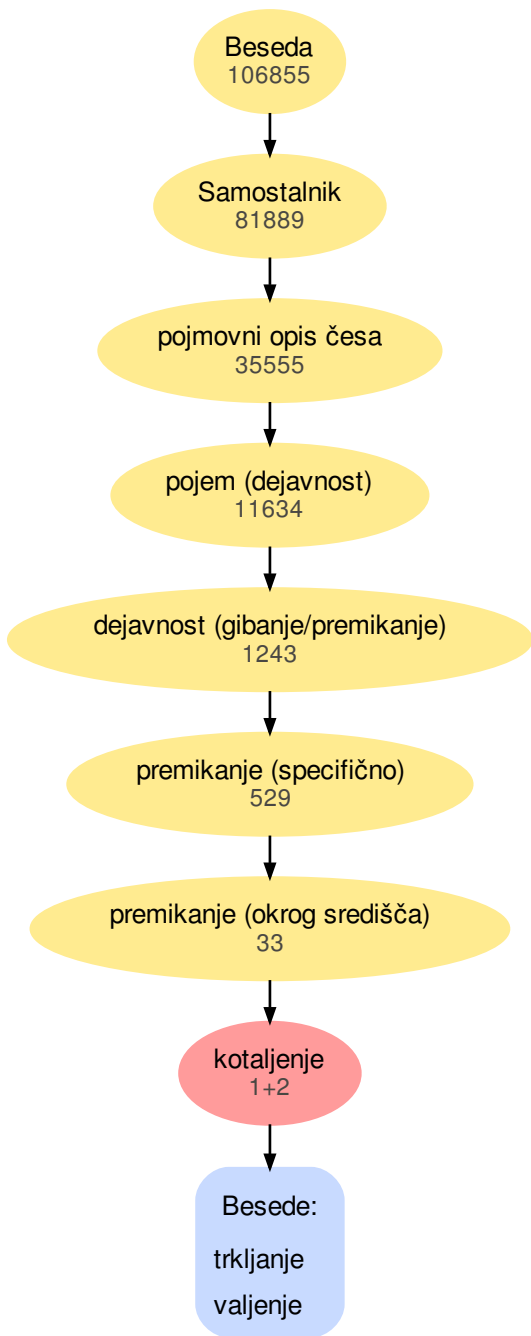 Beseda
106855
Samostalnik
81889
pojmovni opis česa
35555
pojem (dejavnost)
11634
dejavnost (gibanje/premikanje)
1243
premikanje (specifično)
529
premikanje (okrog središča)
33
kotaljenje
1+2
Besede:
trkljanje
valjenje